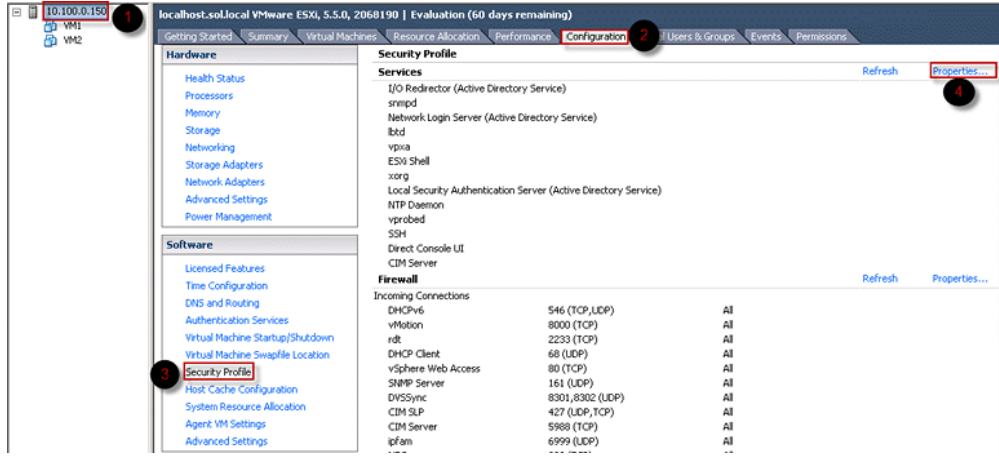 10.100.0.150
1
VM1
VM2
localhost.sol.local VMware ESXi, 5.5.0, 2068190 | Evaluation (60 days remaining)
Getting Started Summary Virtual Machines Resource Allocation Performance Configuration 2 Users & Groups Events Permissions
Hardware
Health Status
Processors
Memory
Storage
Networking
Storage Adapters
Network Adapters
Advanced Settings
Power Management
Software
Licensed Features
Time Configuration
DNS and Routing
Authentication Services
Virtual Machine Startup/Shutdown
Virtual Machine Swapfile Location
3 Security Profile
Host Cache Configuration
System Resource Allocation
Agent VM Settings
Advanced Settings
Security Profile
Services Refresh Properties...
4
I/O Redirector (Active Directory Service)
snmpd
Network Login Server (Active Directory Service)
lbtd
vpxa
ESXi Shell
xorg
Local Security Authentication Server (Active Directory Service)
NTP Daemon
vprobed
SSH
Direct Console UI
CIM Server
Firewall Refresh Properties...
Incoming Connections
DHCPv6 546 (TCP,UDP) All
vMotion 8000 (TCP) All
rdt 2233 (TCP) All
DHCP Client 68 (UDP) All
vSphere Web Access 80 (TCP) All
SNMP Server 161 (UDP) All
DVSSync 8301,8302 (UDP) All
CIM SLP 427 (UDP,TCP) All
CIM Server 5988 (TCP) All
ipfam 6999 (UDP) All